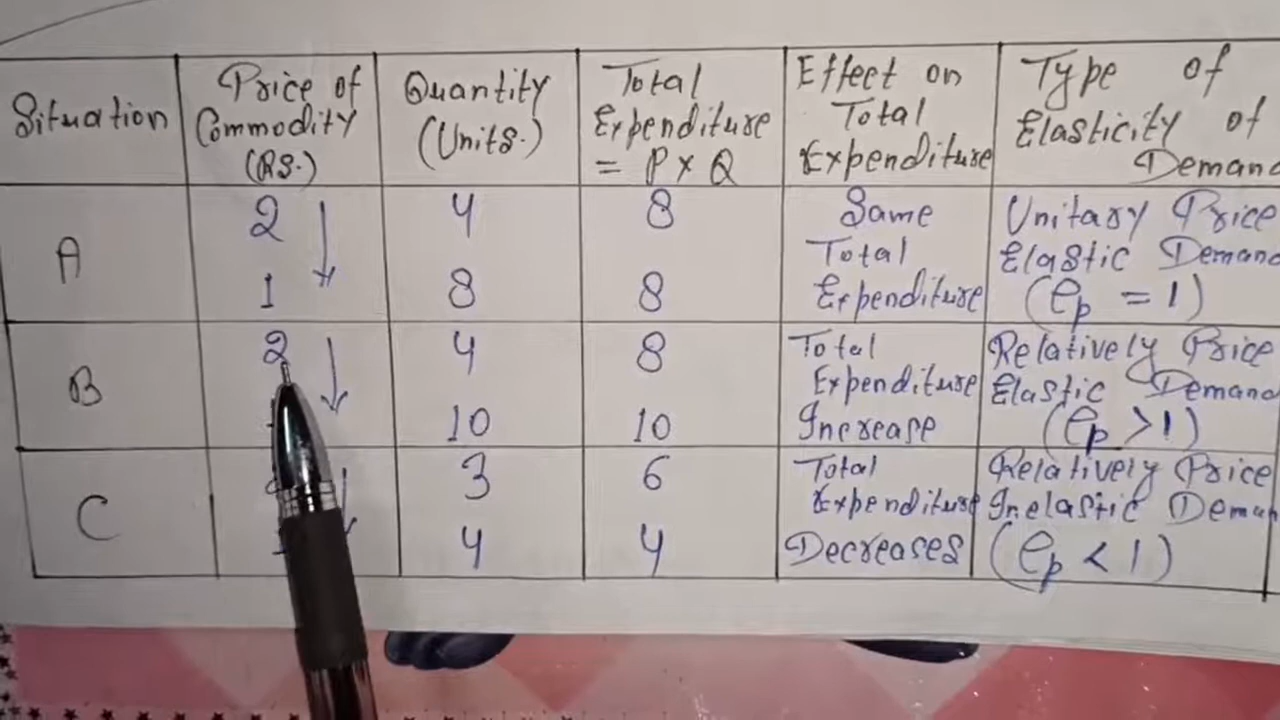 Situation
Price of
Commodity
(RS.)
Quantity
(Units.)
Total
Expenditure
= P X Q
Effect on
Total
Expenditure
Type of
Elasticity of
Deman
A
2
1
4
8
8
8
Same
Total
Expenditure
Unitary Price
Elastic Demand
(ep = 1)
B
2
4
10
8
10
Total
Expenditure
Increase
Relatively Price
Elastic Demand
(ep > 1)
C
3
4
6
4
Total
Expenditure
Decreases
Relatively Price
Inelastic Deman
(ep < 1)